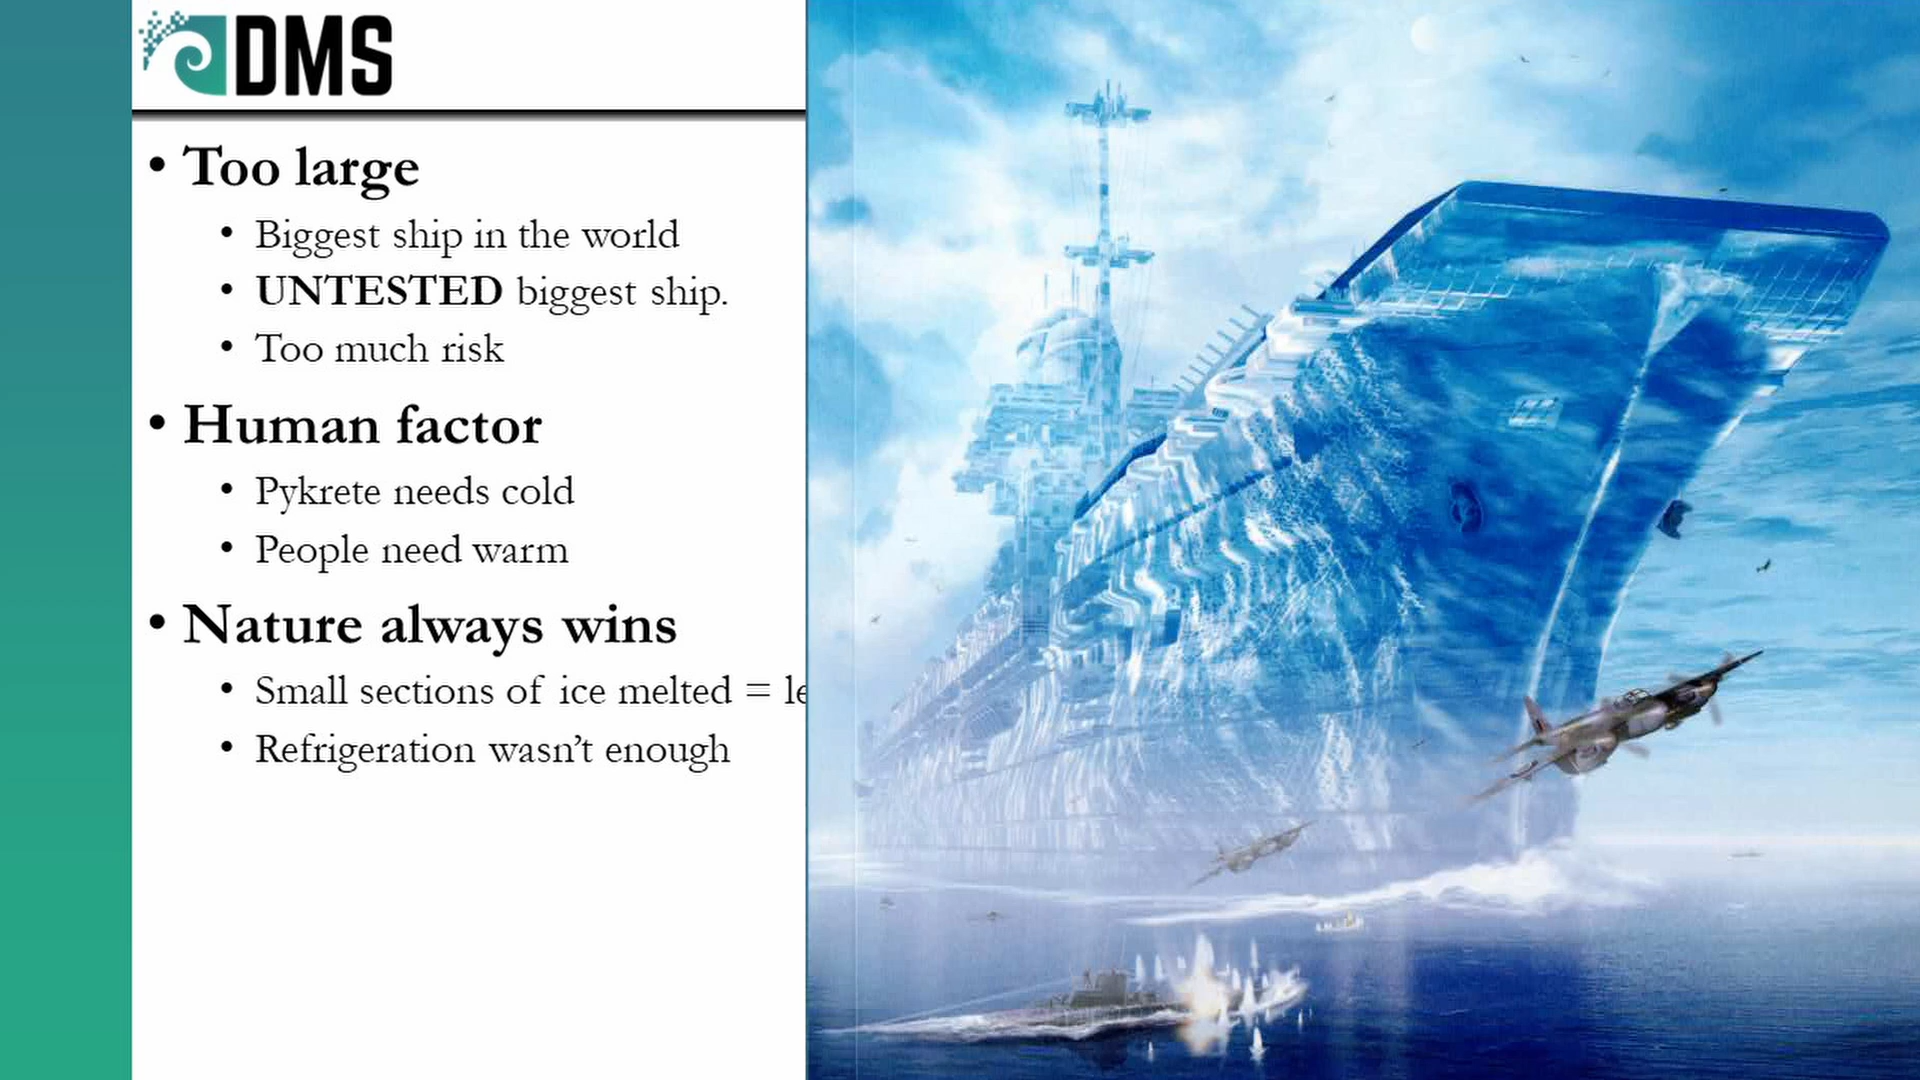 DMS
• Too large
• Biggest ship in the world
• UNTESTED biggest ship.
• Too much risk
• Human factor
• Pykrete needs cold
• People need warm
• Nature always wins
• Small sections of ice melted = le
• Refrigeration wasn't enough